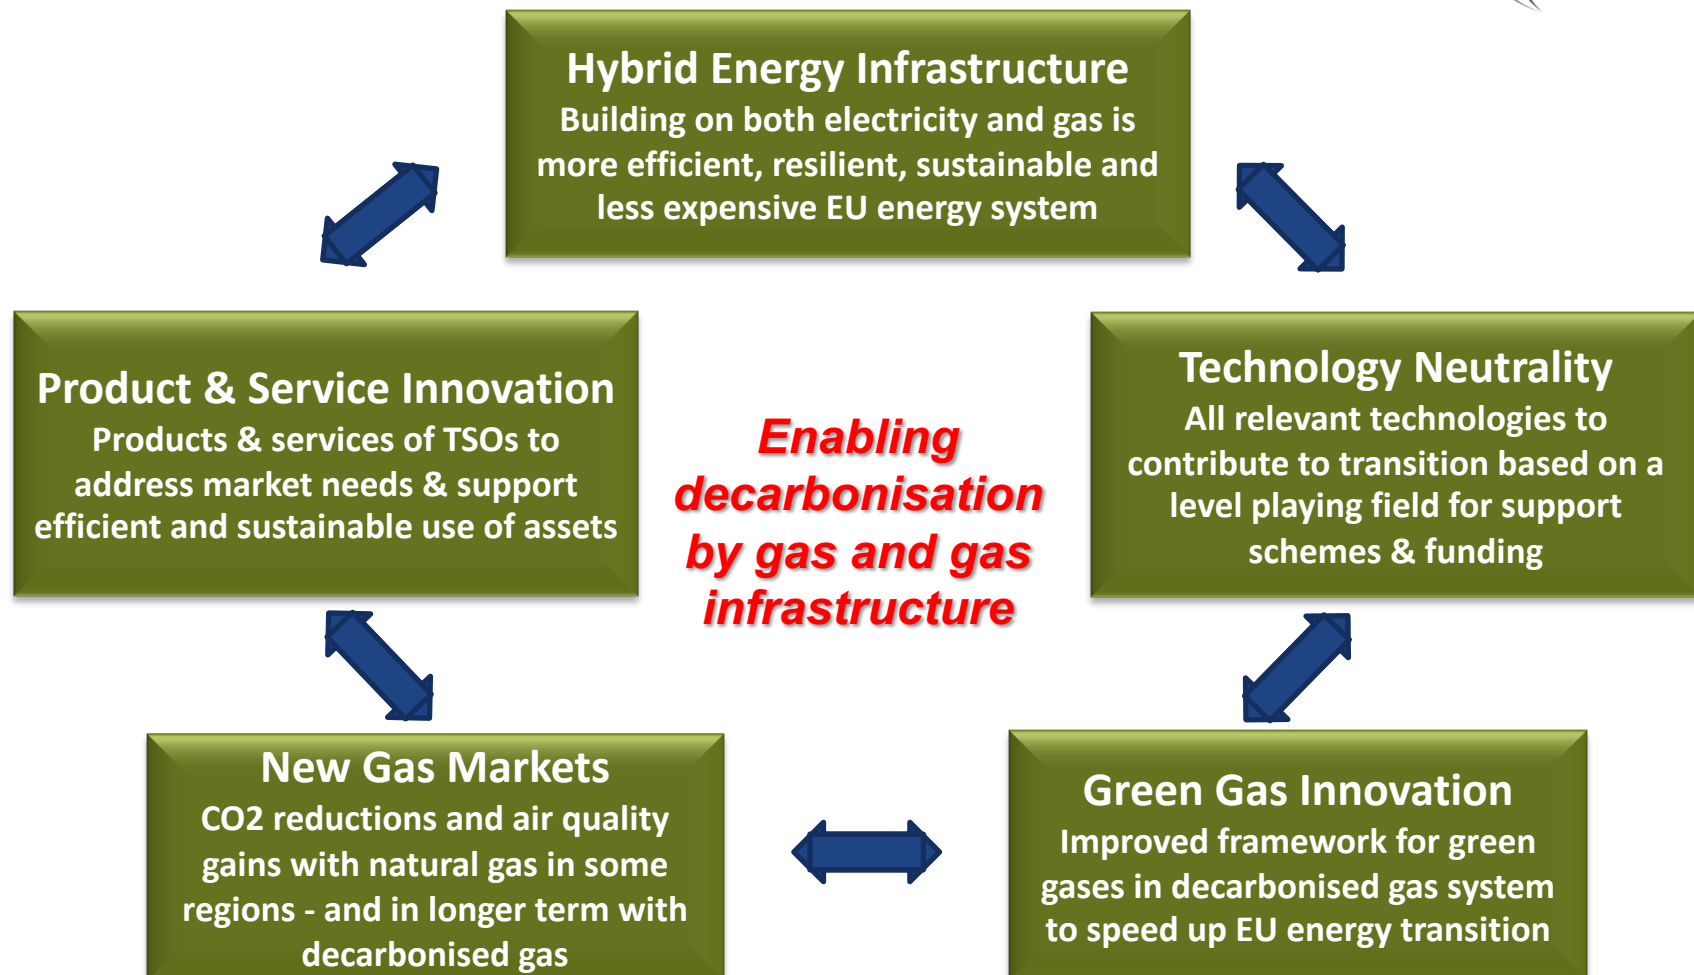 Hybrid Energy Infrastructure
Building on both electricity and gas is
more efficient, resilient, sustainable and
less expensive EU energy system
Product & Service Innovation
Products & services of TSOs to
address market needs & support
efficient and sustainable use of assets
Enabling
decarbonisation
by gas and gas
infrastructure
Technology Neutrality
All relevant technologies to
contribute to transition based on a
level playing field for support
schemes & funding
New Gas Markets
CO2 reductions and air quality
gains with natural gas in some
regions - and in longer term with
decarbonised gas
Green Gas Innovation
Improved framework for green
gases in decarbonised gas system
to speed up EU energy transition